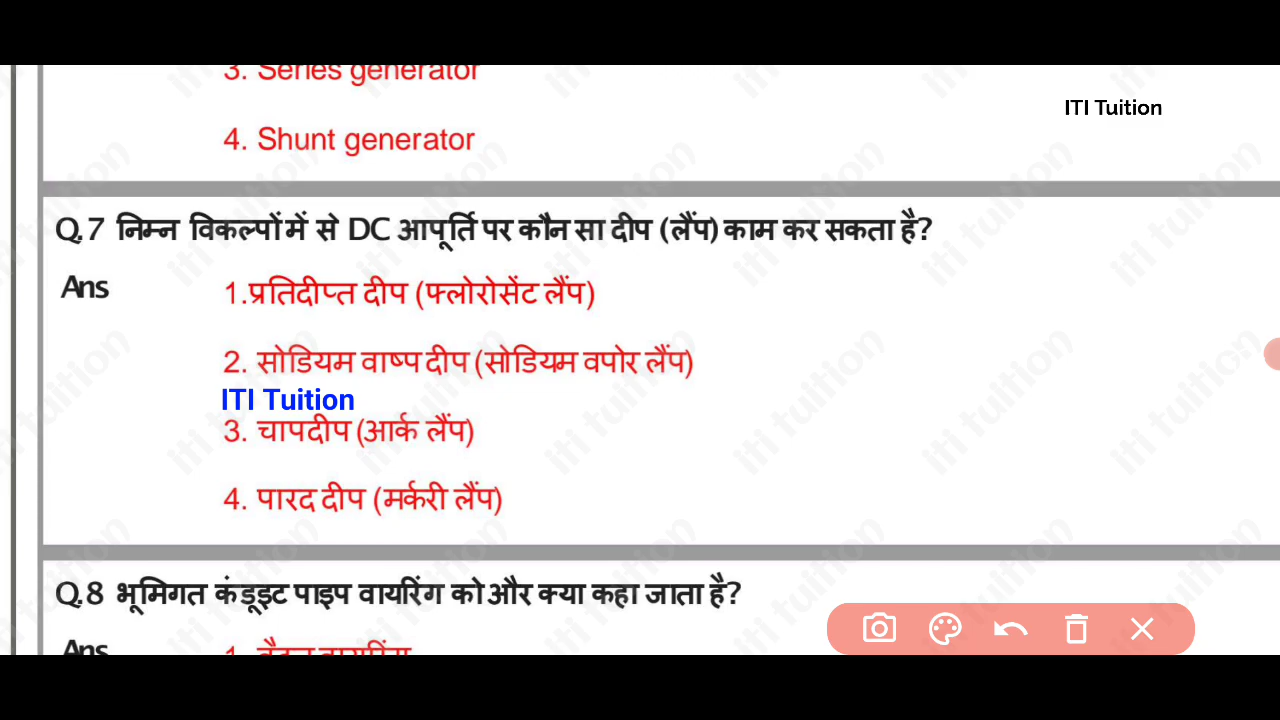 3. Series generator
ITI Tuition
4. Shunt generator
Q.7 निम्न विकल्पों में से DC आपूर्ति पर कौन सा दीप (लैंप) काम कर सकता है?
Ans
1.प्रतिदीप्त दीप (फ्लोरोसेंट लैंप)
2. सोडियम वाष्प दीप (सोडियम वपोर लैंप)
ITI Tuition
3. चापदीप (आर्क लैंप)
4. पारद दीप (मर्करी लैंप)
Q.8 भूमिगत कंडूइट पाइप वायरिंग को और क्या कहा जाता है?
Ans
1.